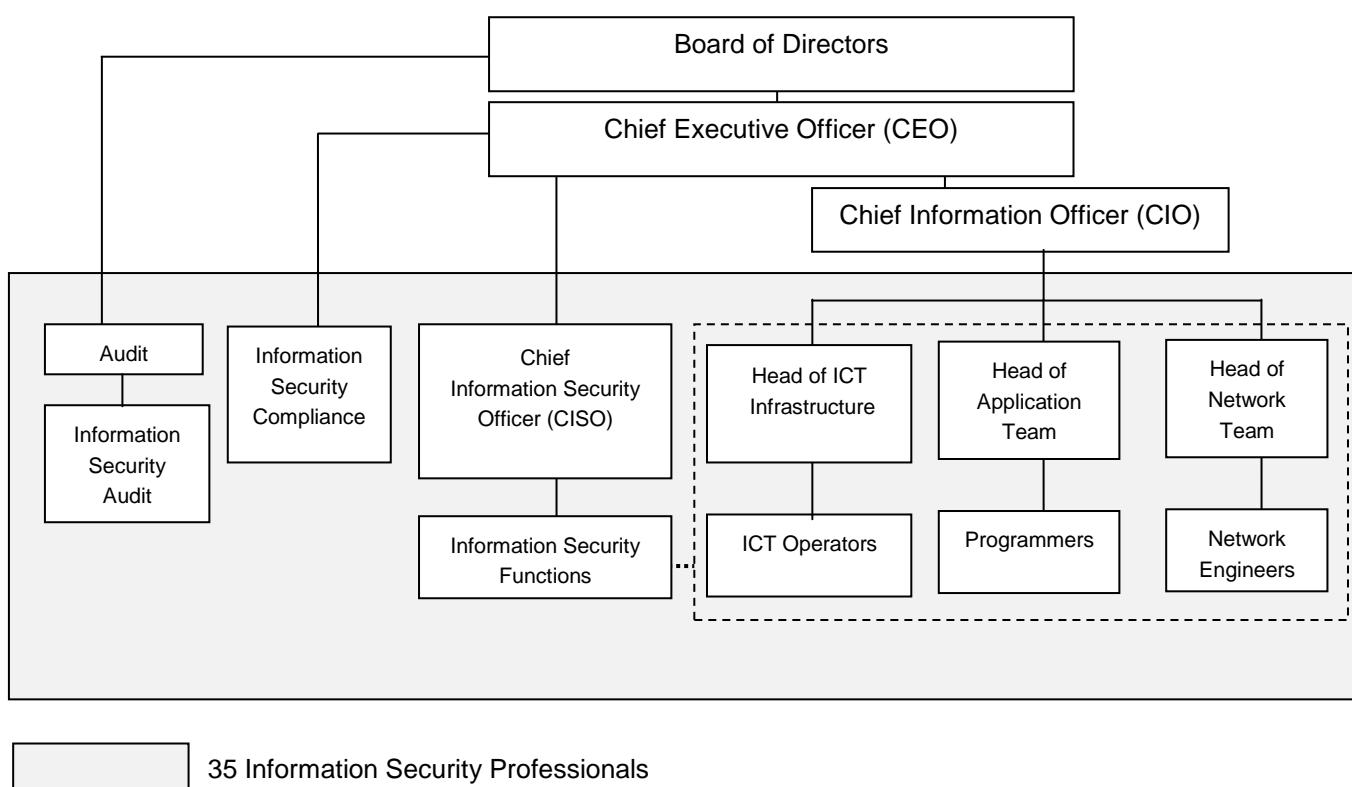 Board of Directors
Chief Executive Officer (CEO)
Chief Information Officer (CIO)
Audit
Information
Security
Audit
Information
Security
Compliance
Chief
Information Security
Officer (CISO)
Information Security
Functions
Head of ICT
Infrastructure
ICT Operators
Head of
Application
Team
Programmers
Head of
Network
Team
Network
Engineers
35 Information Security Professionals